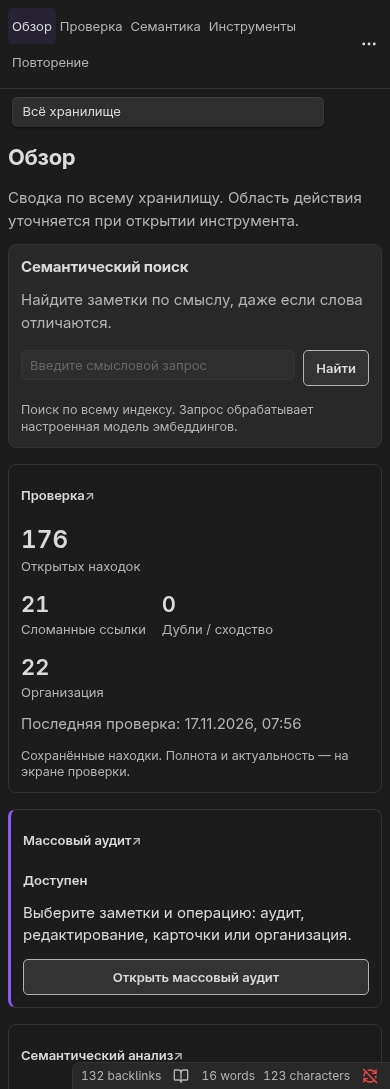 Обзор Проверка Семантика Инструменты
Повторение
Всё хранилище
Обзор
Сводка по всему хранилищу. Область действия
уточняется при открытии инструмента.
Семантический поиск
Найдите заметки по смыслу, даже если слова
отличаются.
Введите смысловой запрос
Найти
Поиск по всему индексу. Запрос обрабатывает
настроенная модель эмбеддингов.
Проверка↗
176
Открытых находок
21 0
Сломанные ссылки Дубли / сходство
22
Организация
Последняя проверка: 17.11.2026, 07:56
Сохранённые находки. Полнота и актуальность — на
экране проверки.
Массовый аудит↗
Доступен
Выберите заметки и операцию: аудит,
редактирование, карточки или организация.
Открыть массовый аудит
Семантический анализ↗
132 backlinks 16 words 123 characters